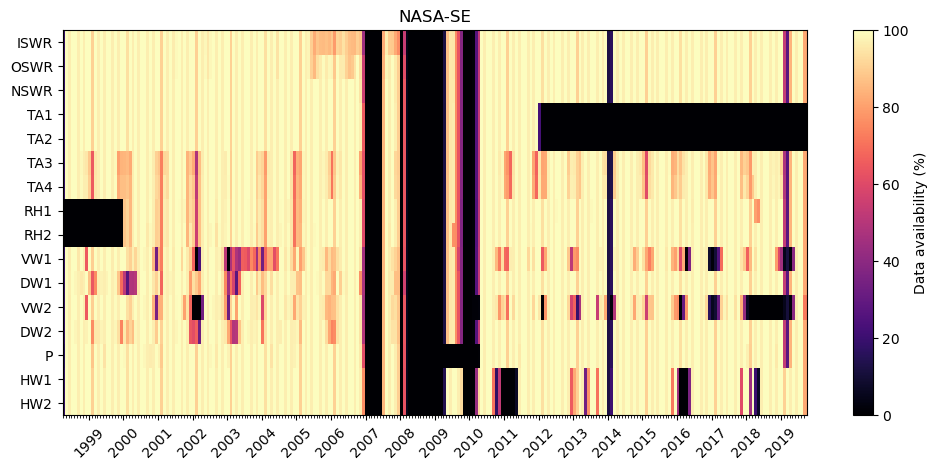 NASA-SE
ISWR
OSWR
NSWR
TA1
TA2
TA3
TA4
RH1
RH2
VW1
DW1
VW2
DW2
P
HW1
HW2
1999
2000
2001
2002
2003
2004
2005
2006
2007
2008
2009
2010
2011
2012
2013
2014
2015
2016
2017
2018
2019
100
80
60
40
20
0
Data availability (%)